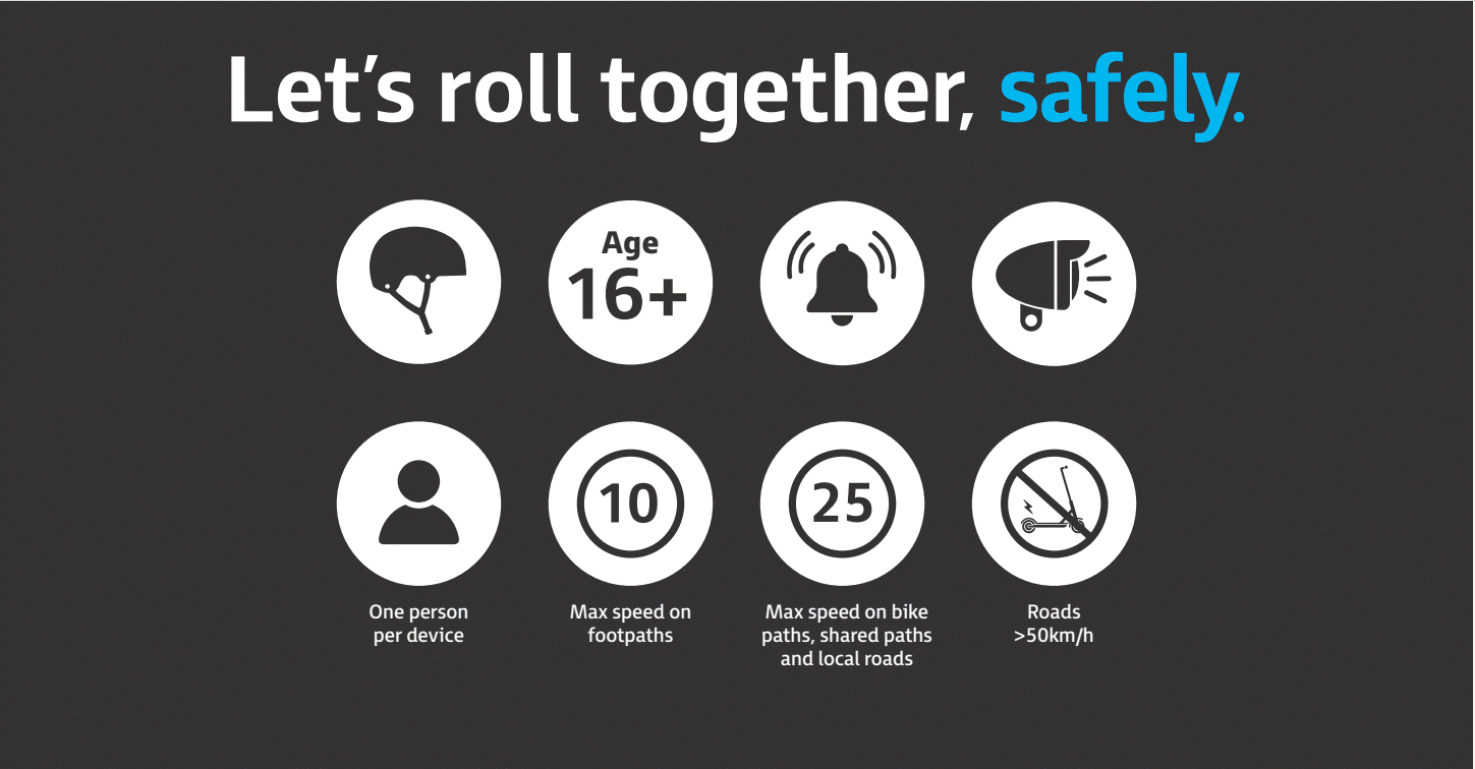 Let's roll together, safely.
Age
16+
10
25
One person
per device
Max speed on
footpaths
Max speed on bike
paths, shared paths
and local roads
Roads
>50km/h